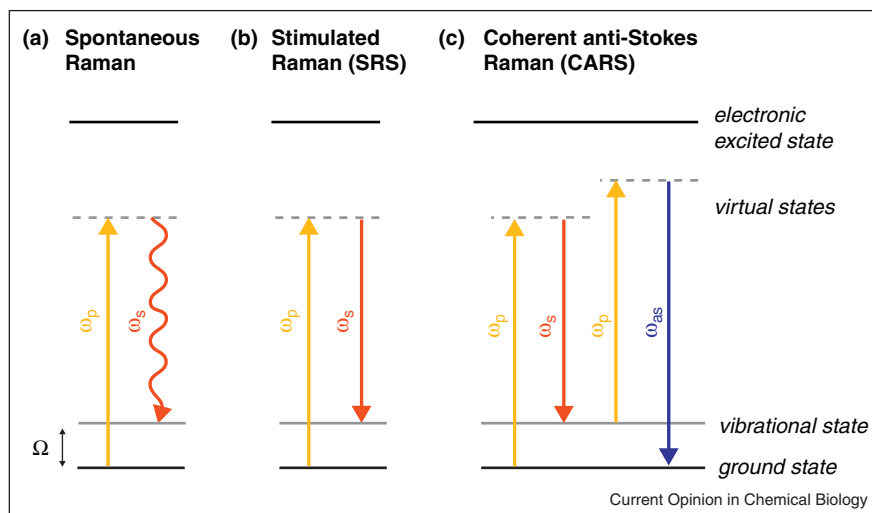 (a) Spontaneous
Raman
(b) Stimulated
Raman (SRS)
(c) Coherent anti-Stokes
Raman (CARS)
electronic
excited state
virtual states
ωp
ωs
ωp
ωs
ωp
ωs
ωp
ωas
Ω
vibrational state
ground state
Current Opinion in Chemical Biology